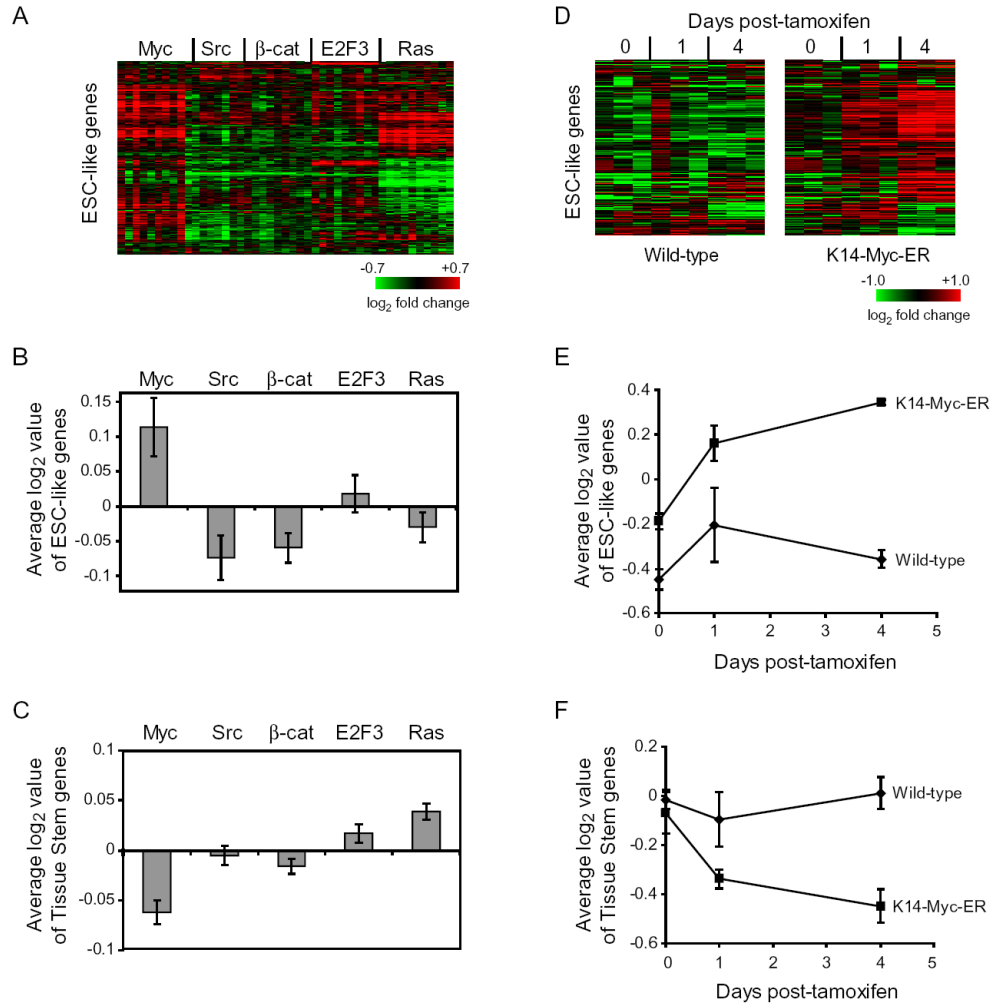 A
Myc Src β-cat E2F3 Ras
ESC-like genes
-0.7 +0.7
log2 fold change
D
Days post-tamoxifen
0 1 4 0 1 4
ESC-like genes
Wild-type K14-Myc-ER
-1.0 +1.0
log2 fold change
B
Myc Src β-cat E2F3 Ras
Average log2 value
of ESC-like genes
0.15
0.1
0.05
0
-0.05
-0.1
E
Average log2 value
of ESC-like genes
0.4
0.2
0
-0.2
-0.4
-0.6
K14-Myc-ER
Wild-type
0 1 2 3 4 5
Days post-tamoxifen
C
Myc Src β-cat E2F3 Ras
Average log2 value
of Tissue Stem genes
0.1
0.05
0
-0.05
-0.1
F
Average log2 value
of Tissue Stem genes
0.2
0
-0.2
-0.4
-0.6
Wild-type
K14-Myc-ER
0 1 2 3 4 5
Days post-tamoxifen